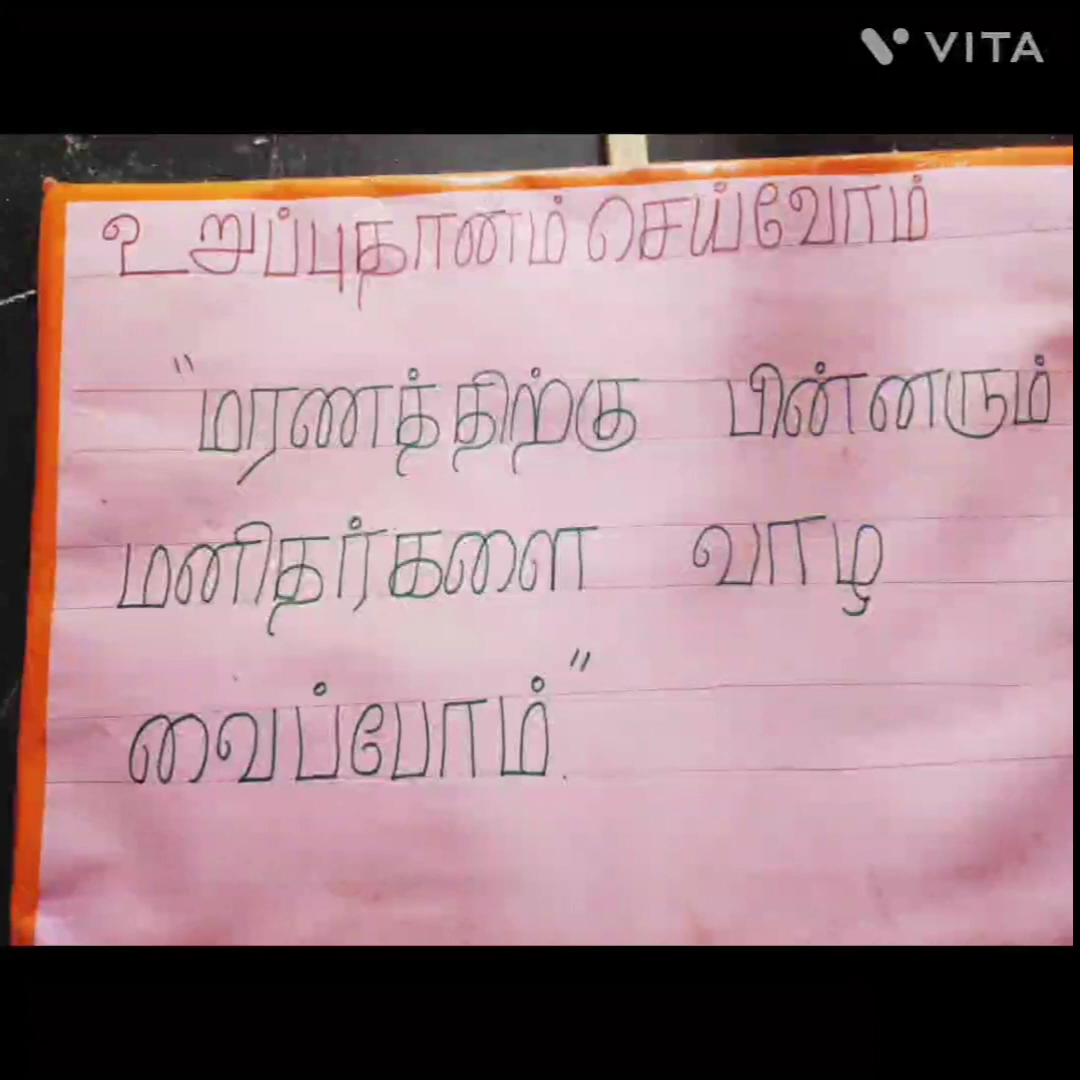 VITA
உறுப்புதானம் செய்வோம்
"மரணத்திற்கு பின்னரும்
மனிதர்களை வாழ
வைப்போம்"